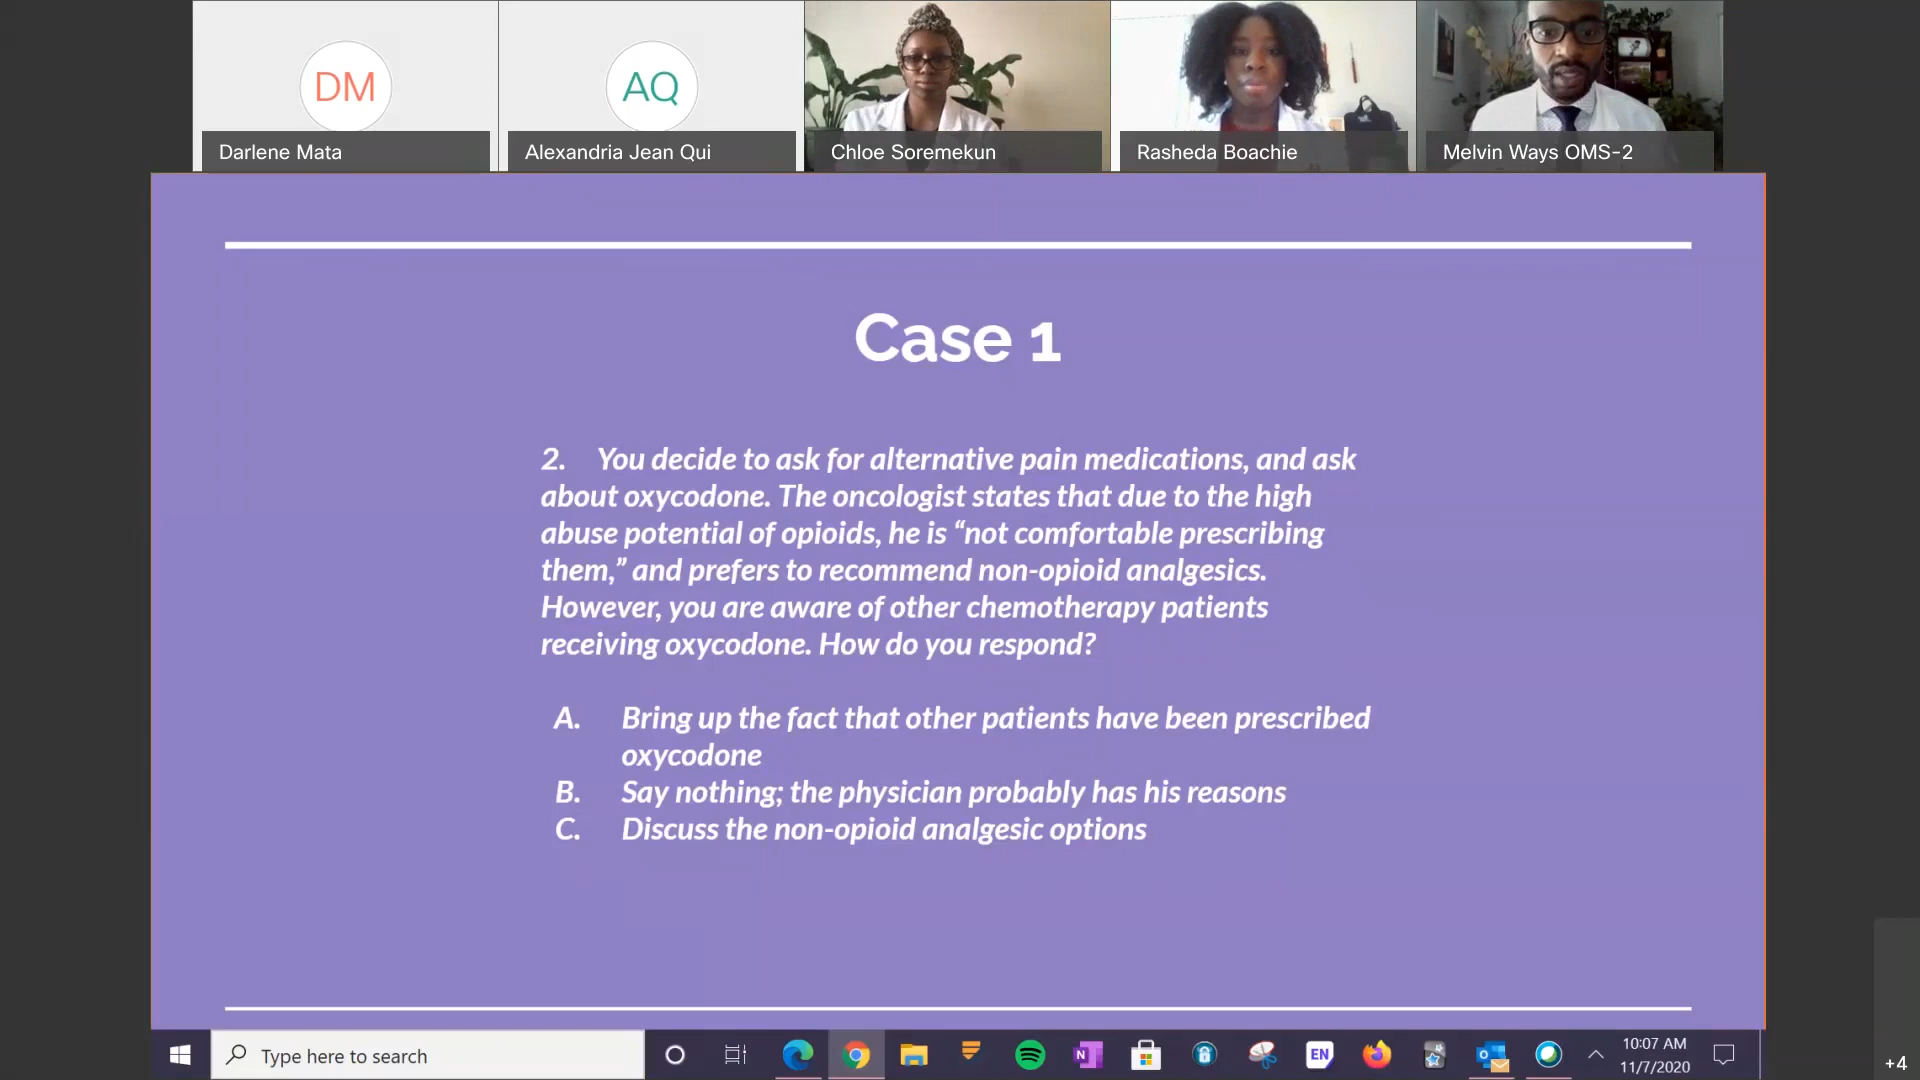 DM
AQ
Darlene Mata
Alexandria Jean Qui
Chloe Soremekun
Rasheda Boachie
Melvin Ways OMS-2
Case 1
2. You decide to ask for alternative pain medications, and ask
about oxycodone. The oncologist states that due to the high
abuse potential of opioids, he is “not comfortable prescribing
them,” and prefers to recommend non-opioid analgesics.
However, you are aware of other chemotherapy patients
receiving oxycodone. How do you respond?
A. Bring up the fact that other patients have been prescribed
oxycodone
B. Say nothing; the physician probably has his reasons
C. Discuss the non-opioid analgesic options
Type here to search
N
EN
10:07 AM
11/7/2020
+4